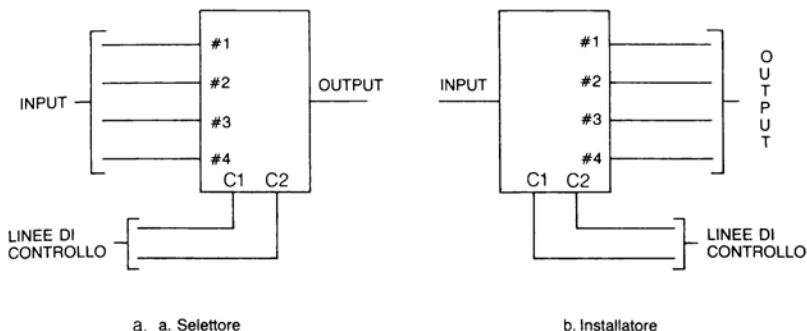 INPUT
#1
#2
#3
#4
C1 C2
OUTPUT
LINEE DI
CONTROLLO
a. a. Selettore
INPUT
#1
#2
#3
#4
C1 C2
OUTPUT
LINEE DI
CONTROLLO
b. Installatore